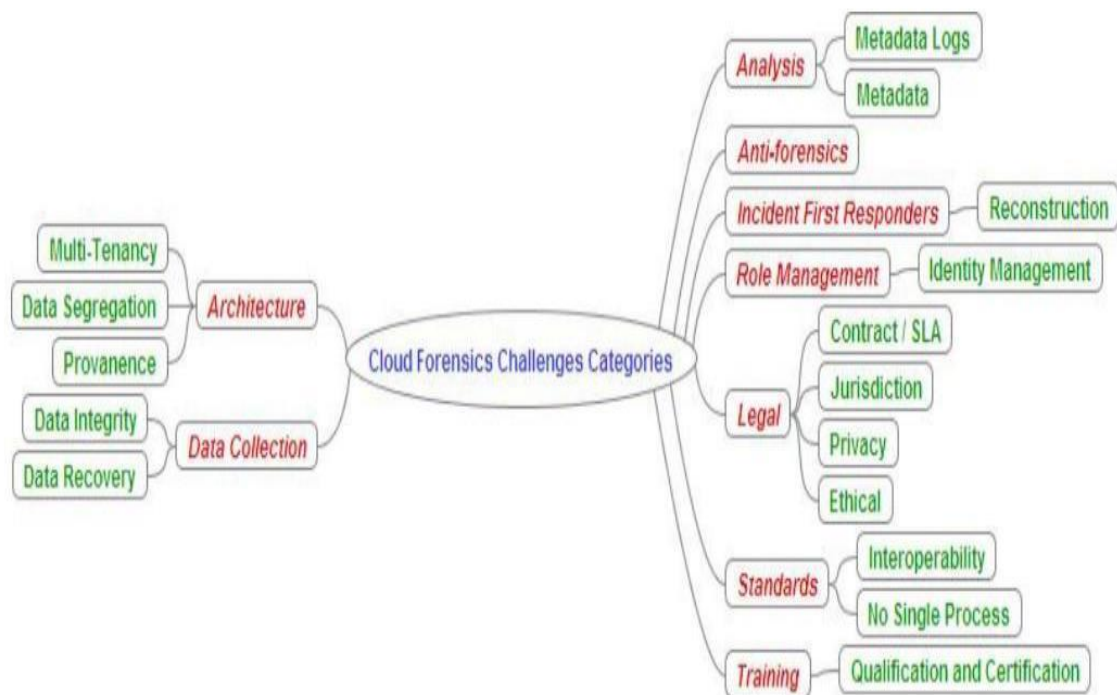 Cloud Forensics Challenges Categories
Architecture
Multi-Tenancy
Data Segregation
Provanence
Data Collection
Data Integrity
Data Recovery
Analysis
Metadata Logs
Metadata
Anti-forensics
Incident First Responders
Reconstruction
Role Management
Identity Management
Legal
Contract / SLA
Jurisdiction
Privacy
Ethical
Standards
Interoperability
No Single Process
Training
Qualification and Certification